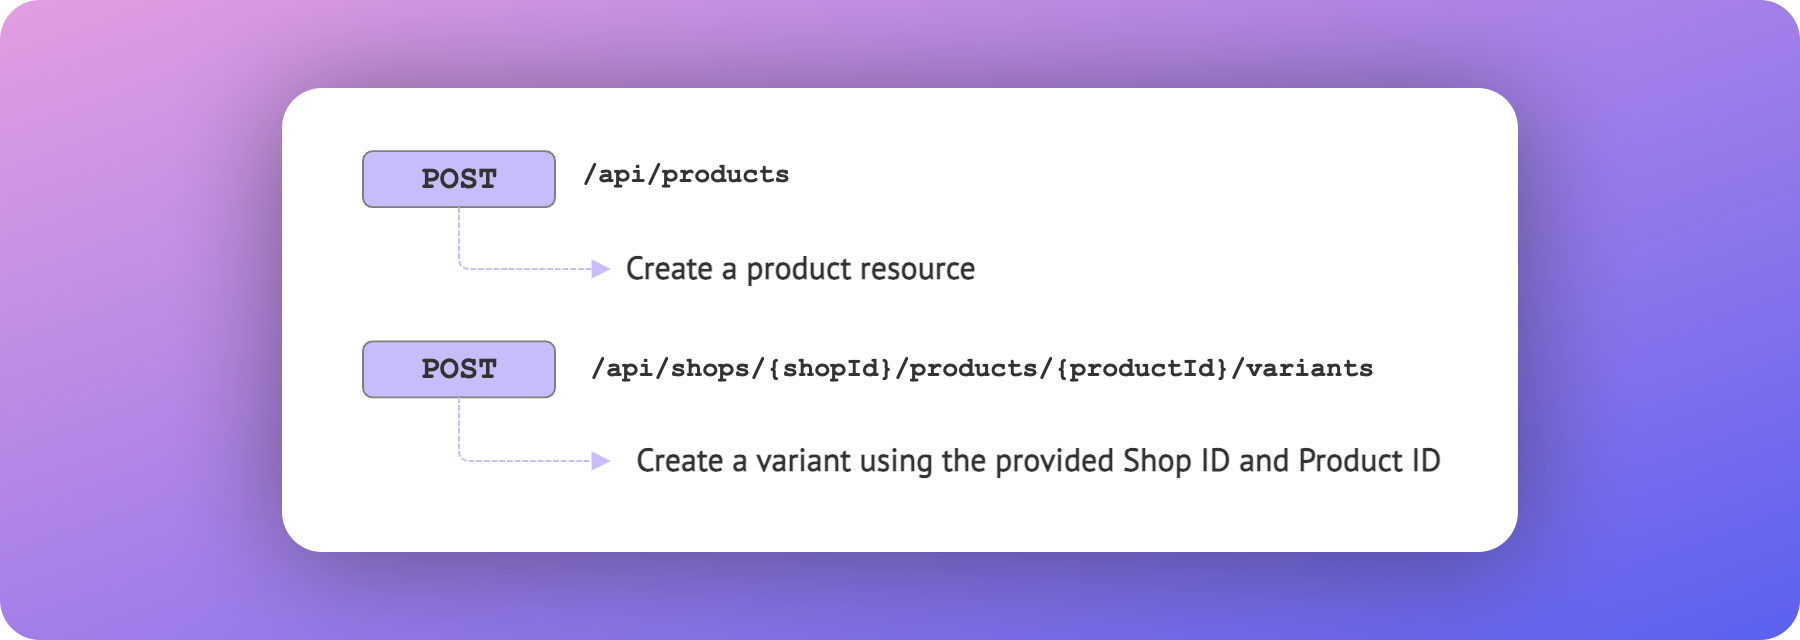 POST /api/products
Create a product resource
POST /api/shops/{shopId}/products/{productId}/variants
Create a variant using the provided Shop ID and Product ID